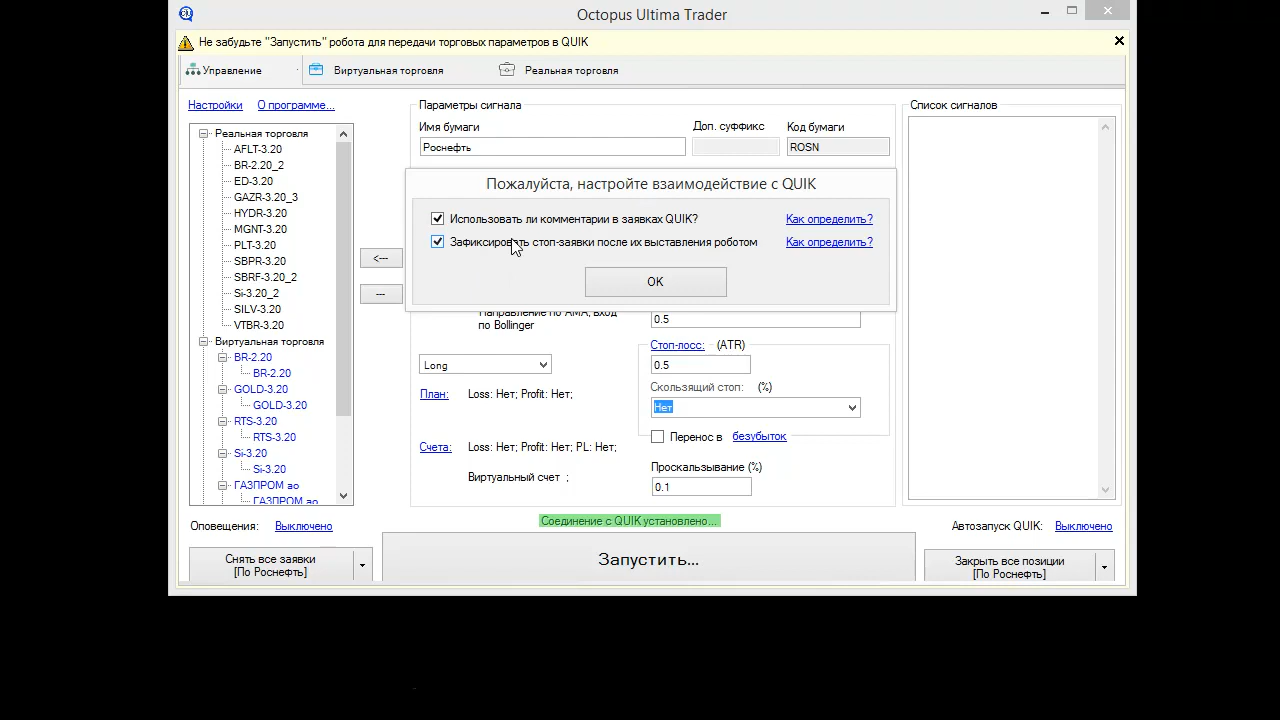 Octopus Ultima Trader
Не забудьте "Запустить" робота для передачи торговых параметров в QUIK
Управление
Виртуальная торговля
Реальная торговля
Настройки
О программе...
Реальная торговля
AFLT-3.20
BR-2.20_2
ED-3.20
GAZR-3.20_3
HYDR-3.20
MGNT-3.20
PLT-3.20
SBPR-3.20
SBRF-3.20_2
Si-3.20_2
SILV-3.20
VTBR-3.20
Виртуальная торговля
BR-2.20
BR-2.20
GOLD-3.20
GOLD-3.20
RTS-3.20
RTS-3.20
Si-3.20
Si-3.20
ГАЗПРОМ ао
ГАЗПРОМ ао
<---
---
Параметры сигнала
Имя бумаги
Доп. суффикс
Код бумаги
Роснефть
ROSN
Пожалуйста, настройте взаимодействие с QUIK
Использовать ли комментарии в заявках QUIK?
Как определить?
Зафиксировать стоп-заявки после их выставления роботом
Как определить?
OK
Направление по AMA, вход
по Bollinger
0.5
Стоп-лосс:
(ATR)
Long
0.5
Скользящий стоп:
(%)
План:
Loss: Нет; Profit: Нет;
Нет
Перенос в
безубыток
Счета:
Loss: Нет; Profit: Нет; PL: Нет;
Проскальзывание (%)
Виртуальный счет ;
0.1
Список сигналов
Оповещения:
Выключено
Соединение с QUIK установлено...
Автозапуск QUIK:
Выключено
Снять все заявки
[По Роснефть]
Запустить...
Закрыть все позиции
[По Роснефть]